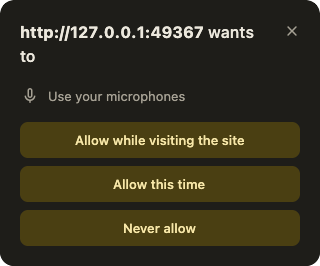 http://127.0.0.1:49367 wants
to
Use your microphones
Allow while visiting the site
Allow this time
Never allow